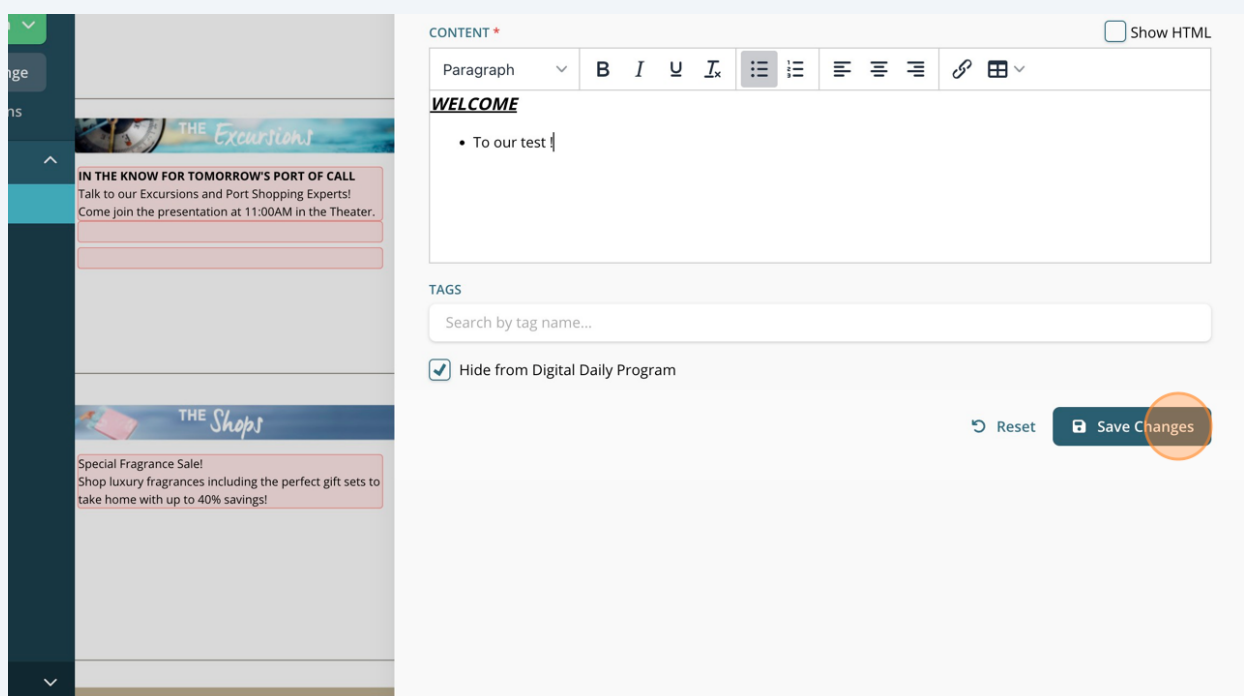 nge
ns
THE Excursions
IN THE KNOW FOR TOMORROW'S PORT OF CALL
Talk to our Excursions and Port Shopping Experts!
Come join the presentation at 11:00AM in the Theater.
THE Shops
Special Fragrance Sale!
Shop luxury fragrances including the perfect gift sets to
take home with up to 40% savings!
CONTENT *
Show HTML
Paragraph
WELCOME
• To our test !
TAGS
Search by tag name...
Hide from Digital Daily Program
Reset
Save Changes